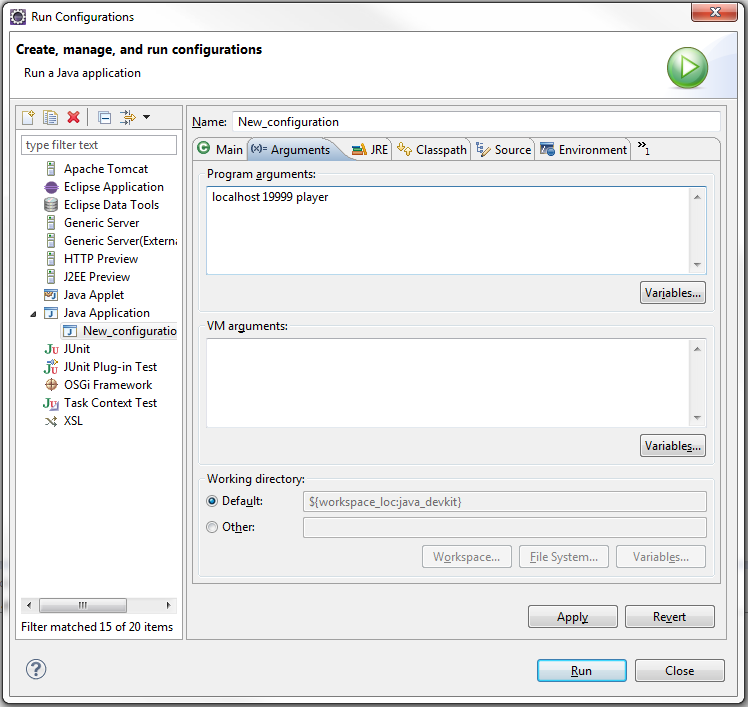 Run Configurations
Create, manage, and run configurations
Run a Java application
type filter text
Apache Tomcat
Eclipse Application
Eclipse Data Tools
Generic Server
Generic Server(Externa
HTTP Preview
J2EE Preview
Java Applet
Java Application
New_configuratio
JUnit
JUnit Plug-in Test
OSGi Framework
Task Context Test
XSL
Filter matched 15 of 20 items
Name: New_configuration
Main (x)= Arguments JRE Classpath Source Environment »1
Program arguments:
localhost 19999 player
Variables...
VM arguments:
Variables...
Working directory:
Default: ${workspace_loc:java_devkit}
Other:
Workspace... File System... Variables...
Apply Revert
? Run Close